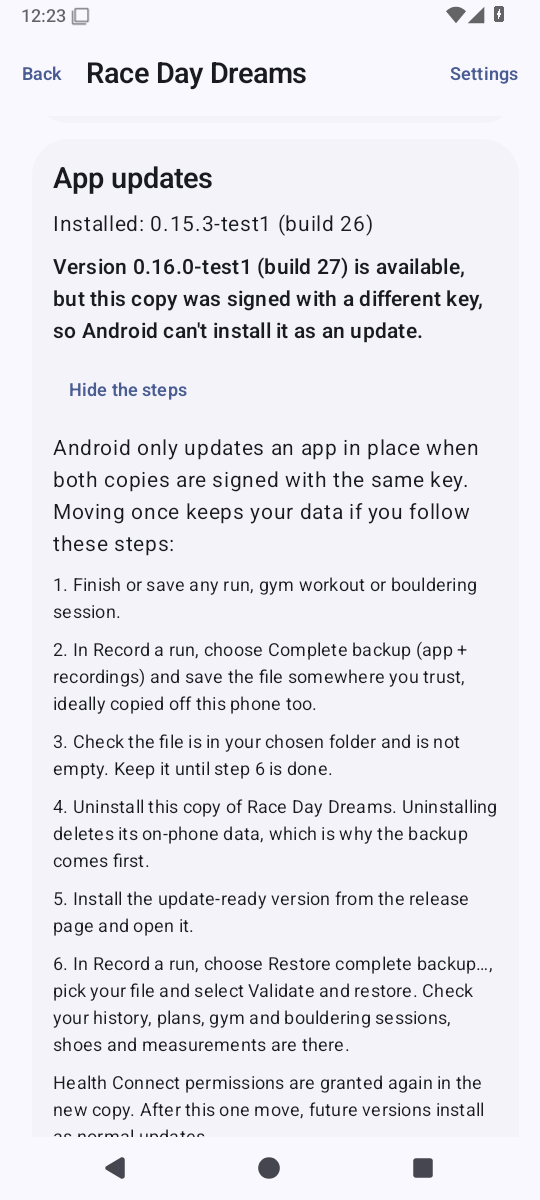 12:23
Back
Race Day Dreams
Settings
App updates
Installed: 0.15.3-test1 (build 26)
Version 0.16.0-test1 (build 27) is available,
but this copy was signed with a different key,
so Android can't install it as an update.
Hide the steps
Android only updates an app in place when
both copies are signed with the same key.
Moving once keeps your data if you follow
these steps:
1. Finish or save any run, gym workout or bouldering
session.
2. In Record a run, choose Complete backup (app +
recordings) and save the file somewhere you trust,
ideally copied off this phone too.
3. Check the file is in your chosen folder and is not
empty. Keep it until step 6 is done.
4. Uninstall this copy of Race Day Dreams. Uninstalling
deletes its on-phone data, which is why the backup
comes first.
5. Install the update-ready version from the release
page and open it.
6. In Record a run, choose Restore complete backup…,
pick your file and select Validate and restore. Check
your history, plans, gym and bouldering sessions,
shoes and measurements are there.
Health Connect permissions are granted again in the
new copy. After this one move, future versions install
as normal updates.